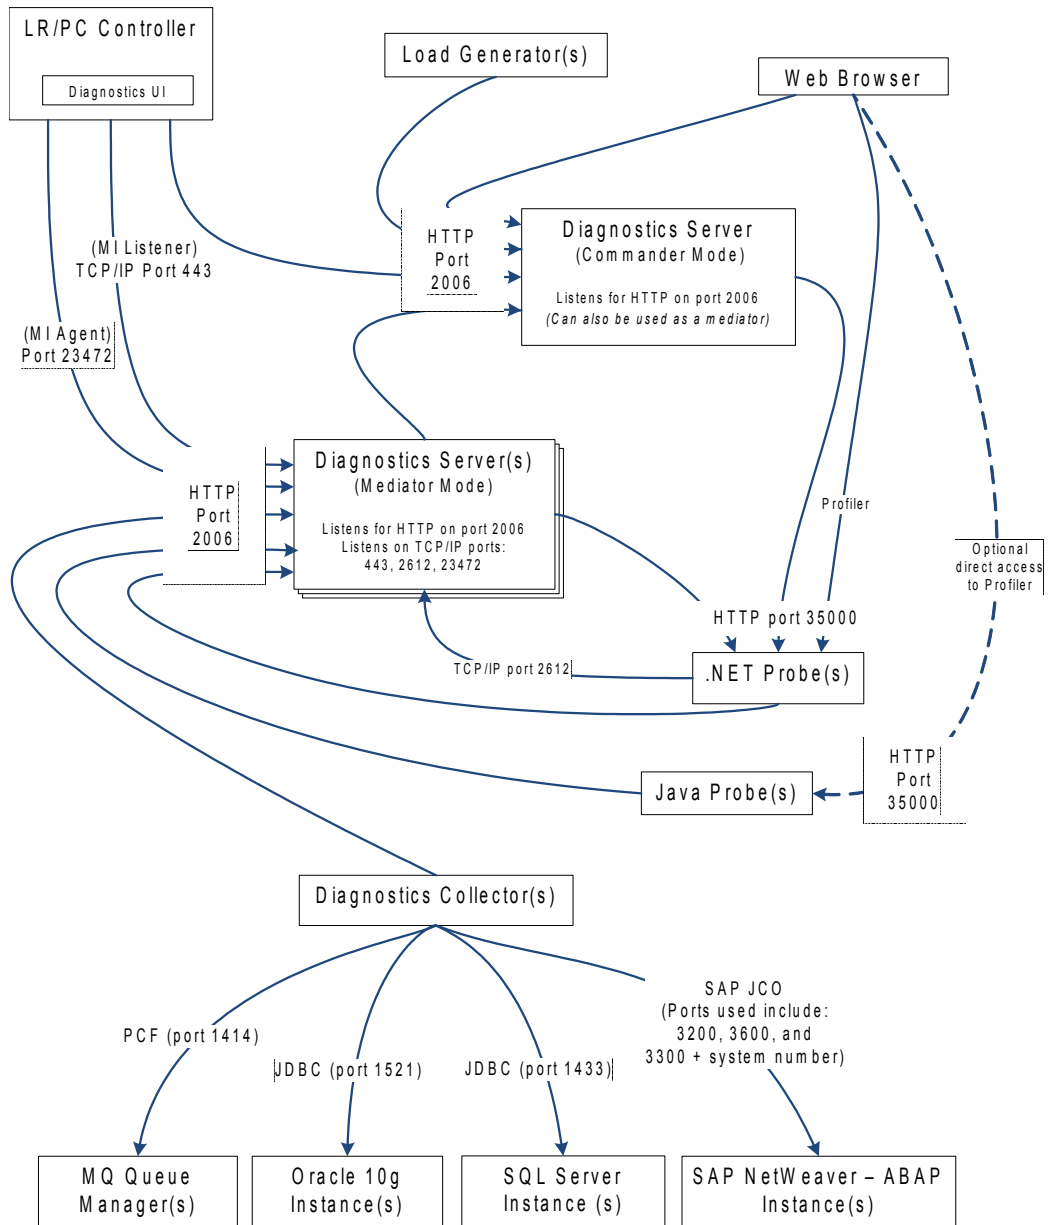 LR/PC Controller
Diagnostics UI
Load Generator(s)
Web Browser
(MI Listener)
TCP/IP Port 443
HTTP
Port
2006
Diagnostics Server
(Commander Mode)
Listens for HTTP on port 2006
(Can also be used as a mediator)
(MI Agent)
Port 23472
HTTP
Port
2006
Diagnostics Server(s)
(Mediator Mode)
Listens for HTTP on port 2006
Listens on TCP/IP ports:
443, 2612, 23472
Profiler
Optional
direct access
to Profiler
HTTP port 35000
TCP/IP port 2612
.NET Probe(s)
HTTP
Port
35000
Java Probe(s)
Diagnostics Collector(s)
SAP JCO
(Ports used include:
3200, 3600, and
3300 + system number)
PCF (port 1414)
JDBC (port 1521)
JDBC (port 1433)
MQ Queue
Manager(s)
Oracle 10g
Instance(s)
SQL Server
Instance (s)
SAP NetWeaver – ABAP
Instance(s)